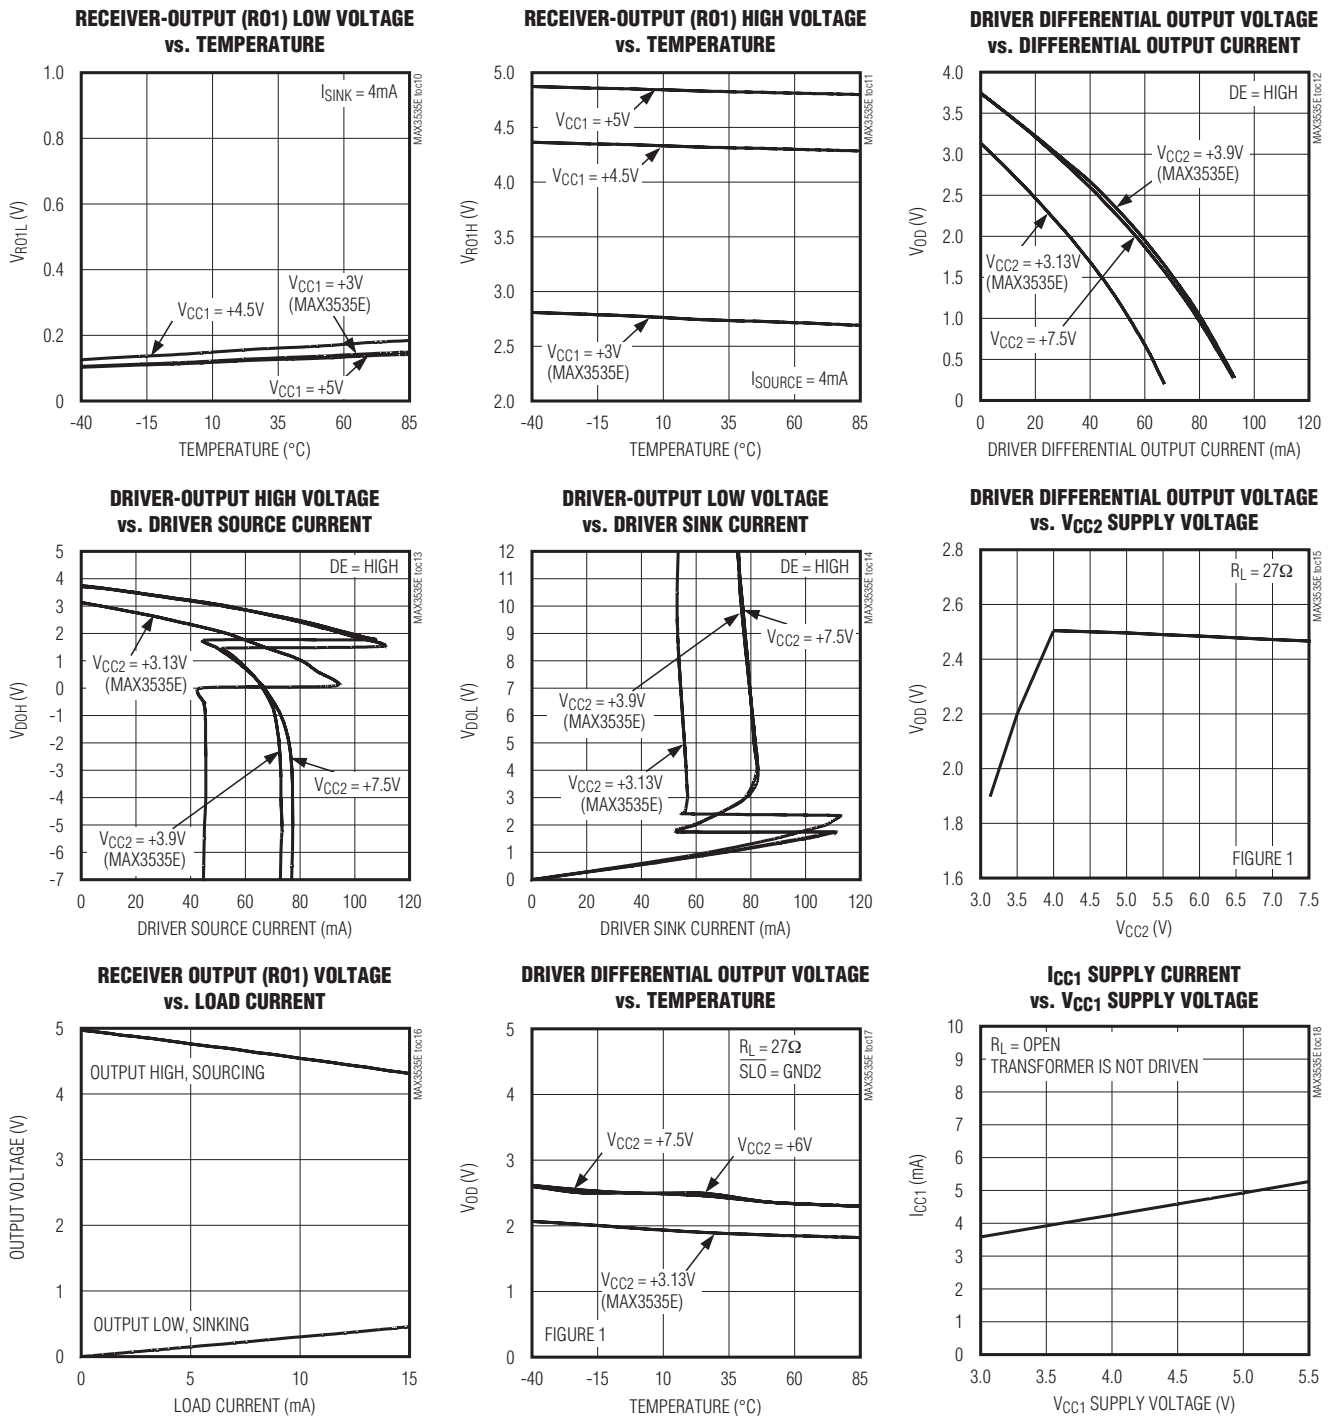 RECEIVER-OUTPUT (RO1) LOW VOLTAGE
vs. TEMPERATURE
1.0
0.8
0.6
0.4
0.2
0
VRO1L (V)
ISINK = 4mA
VCC1 = +4.5V
VCC1 = +3V
(MAX3535E)
VCC1 = +5V
-40 -15 10 35 60 85
TEMPERATURE (°C)
MAX3535E toc10
RECEIVER-OUTPUT (RO1) HIGH VOLTAGE
vs. TEMPERATURE
5.0
4.5
4.0
3.5
3.0
2.5
2.0
VRO1H (V)
VCC1 = +5V
VCC1 = +4.5V
VCC1 = +3V
(MAX3535E)
ISOURCE = 4mA
-40 -15 10 35 60 85
TEMPERATURE (°C)
MAX3535E toc11
DRIVER DIFFERENTIAL OUTPUT VOLTAGE
vs. DIFFERENTIAL OUTPUT CURRENT
4.0
3.5
3.0
2.5
2.0
1.5
1.0
0.5
0
VOD (V)
DE = HIGH
VCC2 = +3.9V
(MAX3535E)
VCC2 = +3.13V
(MAX3535E)
VCC2 = +7.5V
0 20 40 60 80 100 120
DRIVER DIFFERENTIAL OUTPUT CURRENT (mA)
MAX3535E toc12
DRIVER-OUTPUT HIGH VOLTAGE
vs. DRIVER SOURCE CURRENT
5
4
3
2
1
0
-1
-2
-3
-4
-5
-6
-7
VDOH (V)
DE = HIGH
VCC2 = +3.13V
(MAX3535E)
VCC2 = +7.5V
VCC2 = +3.9V
(MAX3535E)
0 20 40 60 80 100 120
DRIVER SOURCE CURRENT (mA)
MAX3535E toc13
DRIVER-OUTPUT LOW VOLTAGE
vs. DRIVER SINK CURRENT
12
11
10
9
8
7
6
5
4
3
2
1
0
VDOL (V)
DE = HIGH
VCC2 = +7.5V
VCC2 = +3.9V
(MAX3535E)
VCC2 = +3.13V
(MAX3535E)
0 20 40 60 80 100 120
DRIVER SINK CURRENT (mA)
MAX3535E toc14
DRIVER DIFFERENTIAL OUTPUT VOLTAGE
vs. VCC2 SUPPLY VOLTAGE
2.8
2.6
2.4
2.2
2.0
1.8
1.6
VOD (V)
RL = 27Ω
FIGURE 1
3.0 3.5 4.0 4.5 5.0 5.5 6.0 6.5 7.0 7.5
VCC2 (V)
MAX3535E toc15
RECEIVER OUTPUT (RO1) VOLTAGE
vs. LOAD CURRENT
5
4
3
2
1
0
OUTPUT VOLTAGE (V)
OUTPUT HIGH, SOURCING
OUTPUT LOW, SINKING
0 5 10 15
LOAD CURRENT (mA)
MAX3535E toc16
DRIVER DIFFERENTIAL OUTPUT VOLTAGE
vs. TEMPERATURE
5
4
3
2
1
0
VOD (V)
RL = 27Ω
SLO = GND2
VCC2 = +7.5V
VCC2 = +6V
VCC2 = +3.13V
(MAX3535E)
FIGURE 1
-40 -15 10 35 60 85
TEMPERATURE (°C)
MAX3535E toc17
ICC1 SUPPLY CURRENT
vs. VCC1 SUPPLY VOLTAGE
10
9
8
7
6
5
4
3
2
1
0
ICC1 (mA)
RL = OPEN
TRANSFORMER IS NOT DRIVEN
3.0 3.5 4.0 4.5 5.0 5.5
VCC1 SUPPLY VOLTAGE (V)
MAX3535E toc18